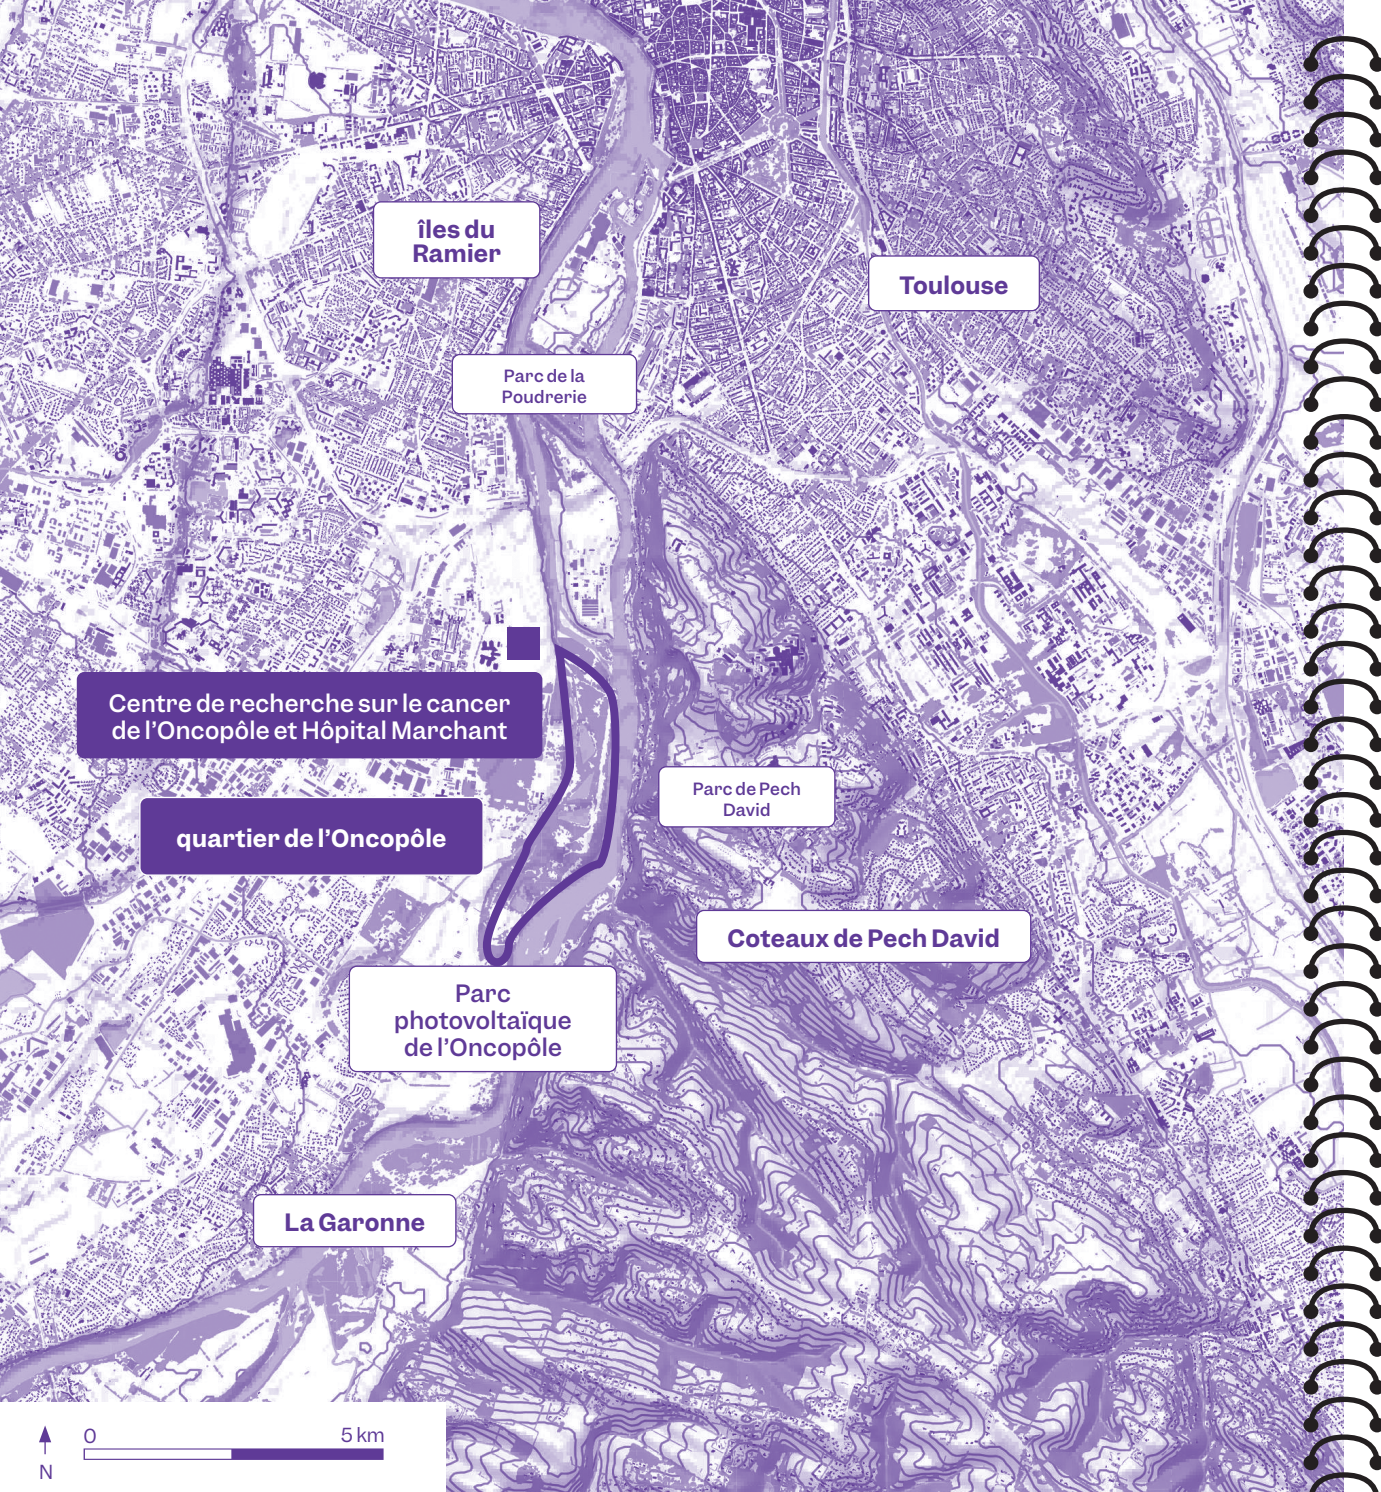 îles du
Ramier
Toulouse
Parc de la
Poudrerie
Centre de recherche sur le cancer
de l'Oncopôle et Hôpital Marchant
Parc de Pech
David
quartier de l'Oncopôle
Coteaux de Pech David
Parc
photovoltaïque
de l'Oncopôle
La Garonne
0
5 km
N